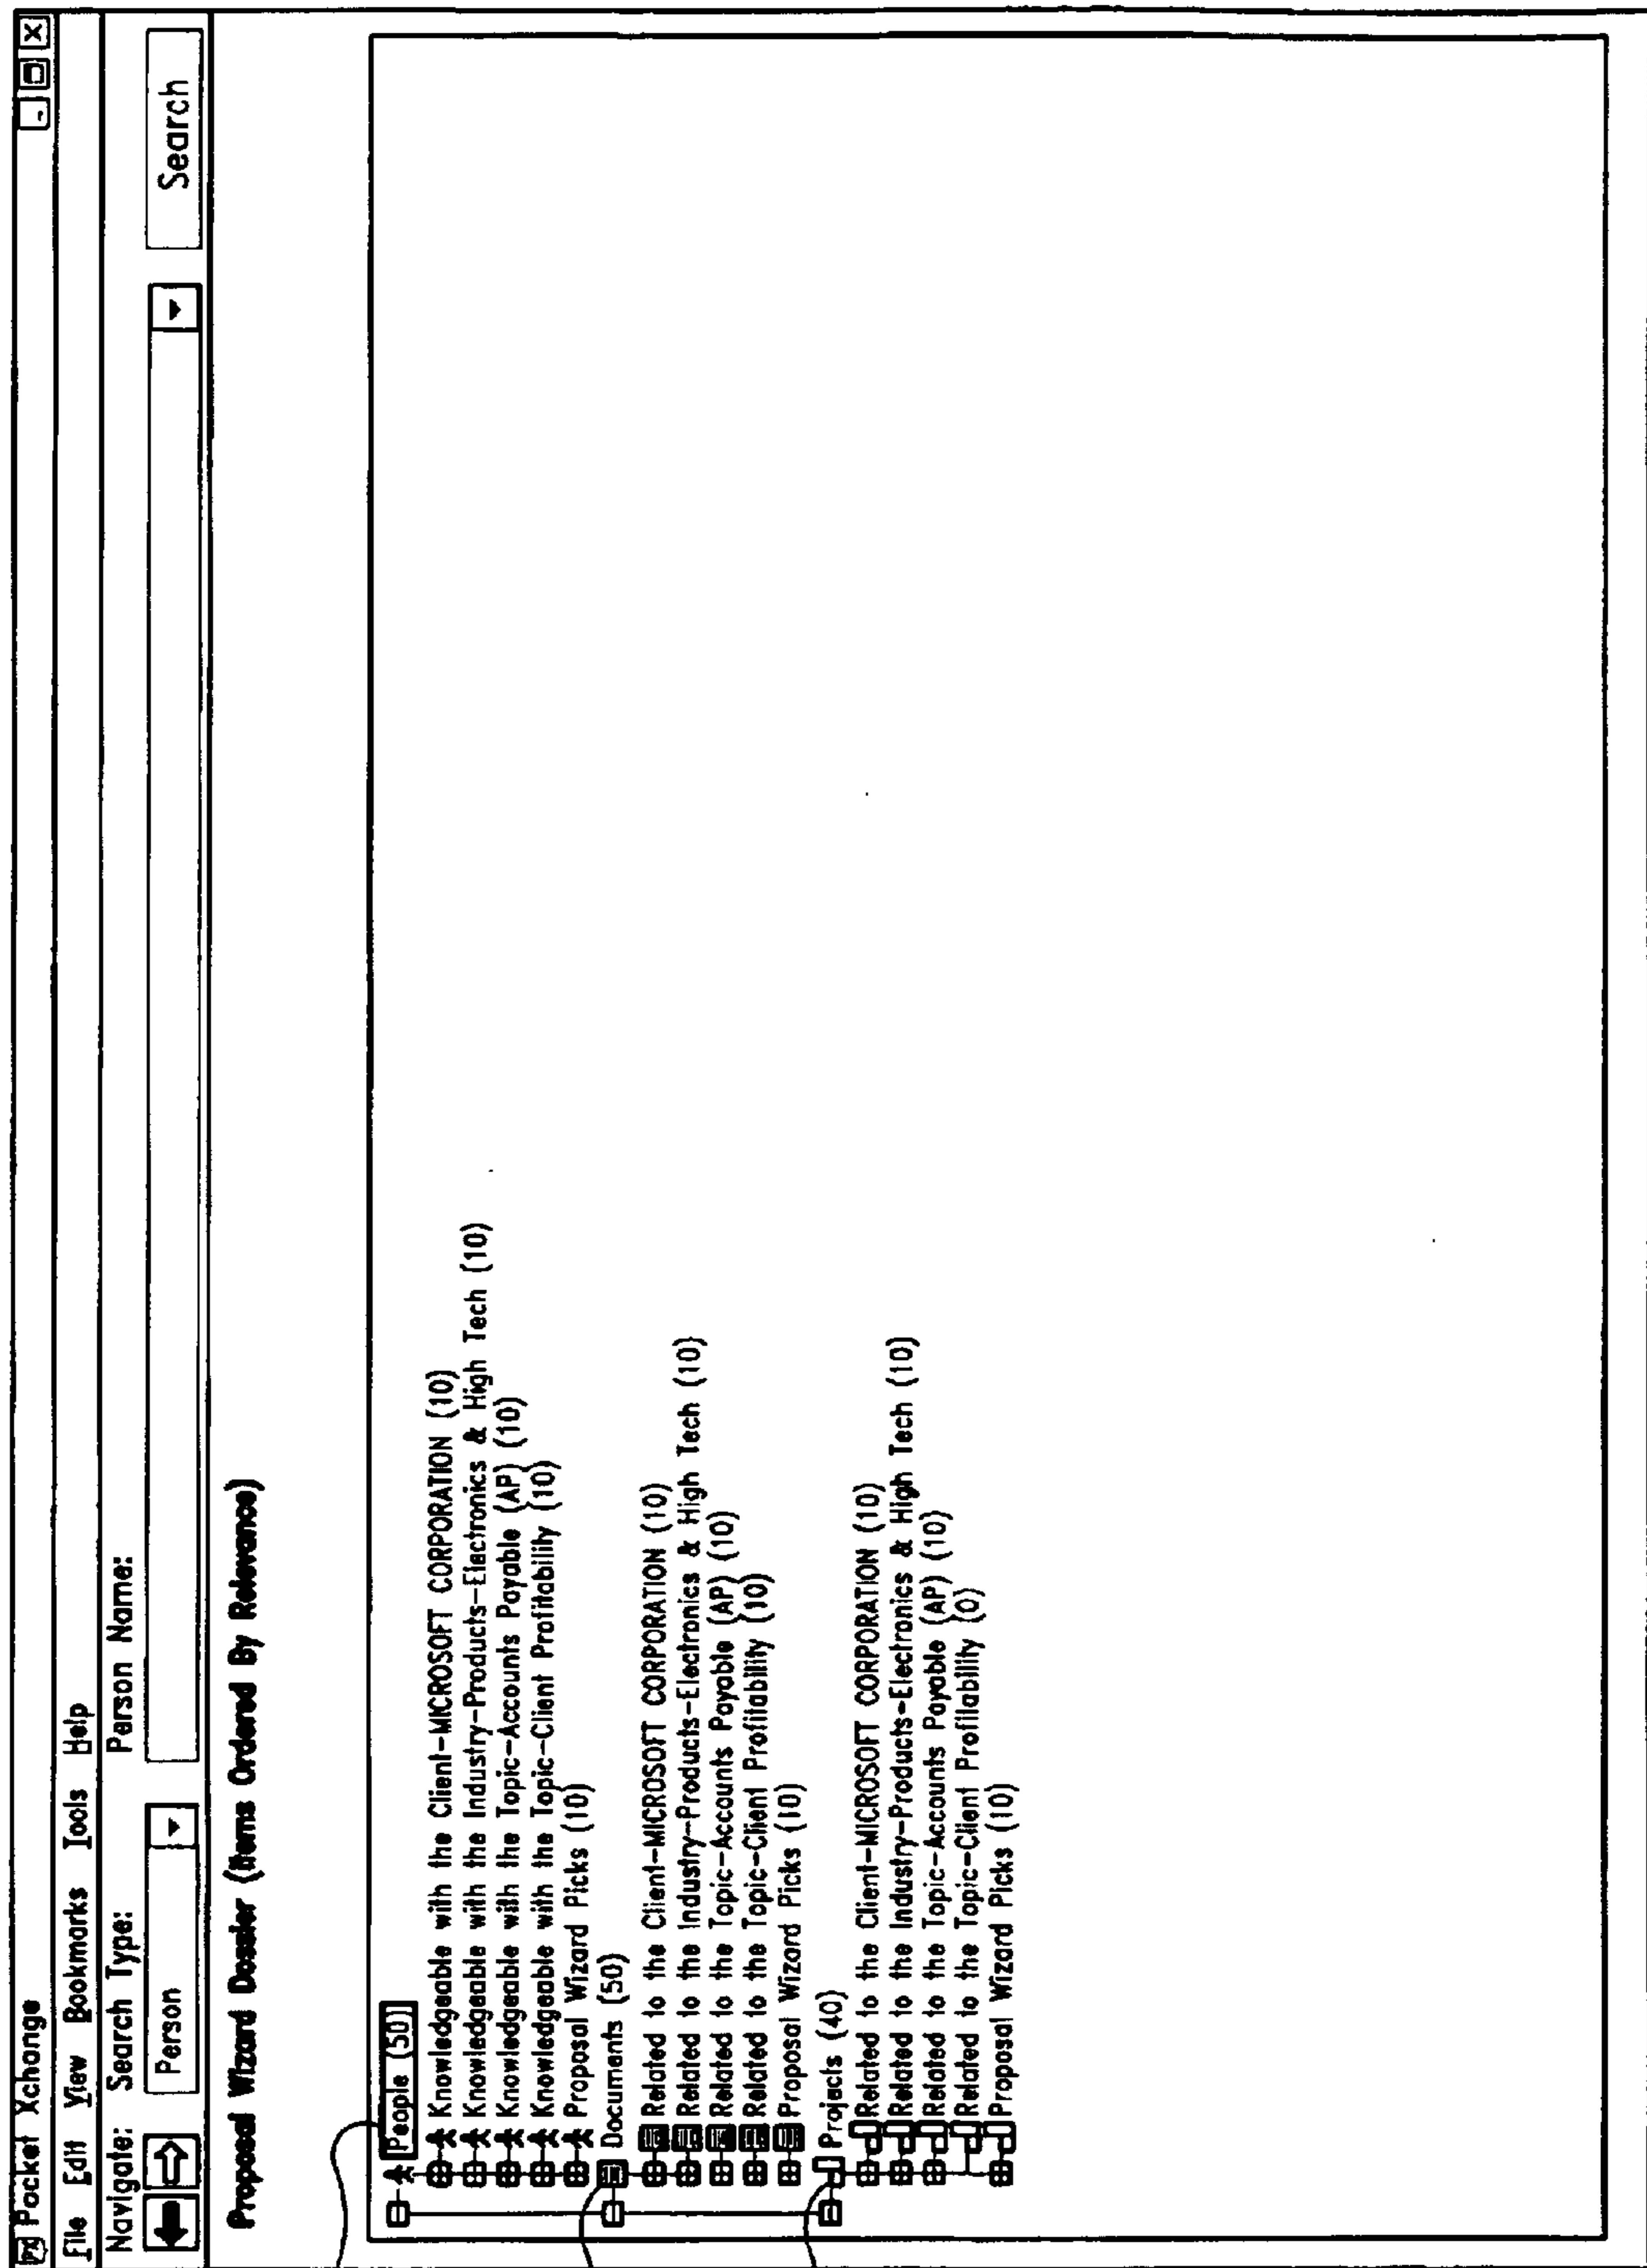 PX Pocket Xchange
File Edit View Bookmarks Tools Help
Navigate: Search Type: Person Name:
Person Search
Proposal Wizard Dossier (Items Ordered By Relevance)
People (50)
Knowledgeable with the Client-MICROSOFT CORPORATION (10)
Knowledgeable with the Industry-Products-Electronics & High Tech (10)
Knowledgeable with the Topic-Accounts Payable (AP) (10)
Knowledgeable with the Topic-Client Profitability (10)
Proposal Wizard Picks (10)
Documents (50)
Related to the Client-MICROSOFT CORPORATION (10)
Related to the Industry-Products-Electronics & High Tech (10)
Related to the Topic-Accounts Payable (AP) (10)
Related to the Topic-Client Profitability (10)
Proposal Wizard Picks (10)
Projects (40)
Related to the Client-MICROSOFT CORPORATION (10)
Related to the Industry-Products-Electronics & High Tech (10)
Related to the Topic-Accounts Payable (AP) (10)
Related to the Topic-Client Profitability (0)
Proposal Wizard Picks (10)